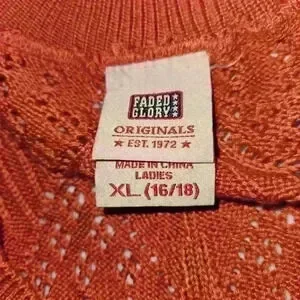 FADED
GLORY
ORIGINALS
★ EST. 1972 ★
MADE IN CHINA
LADIES
XL (16/18)